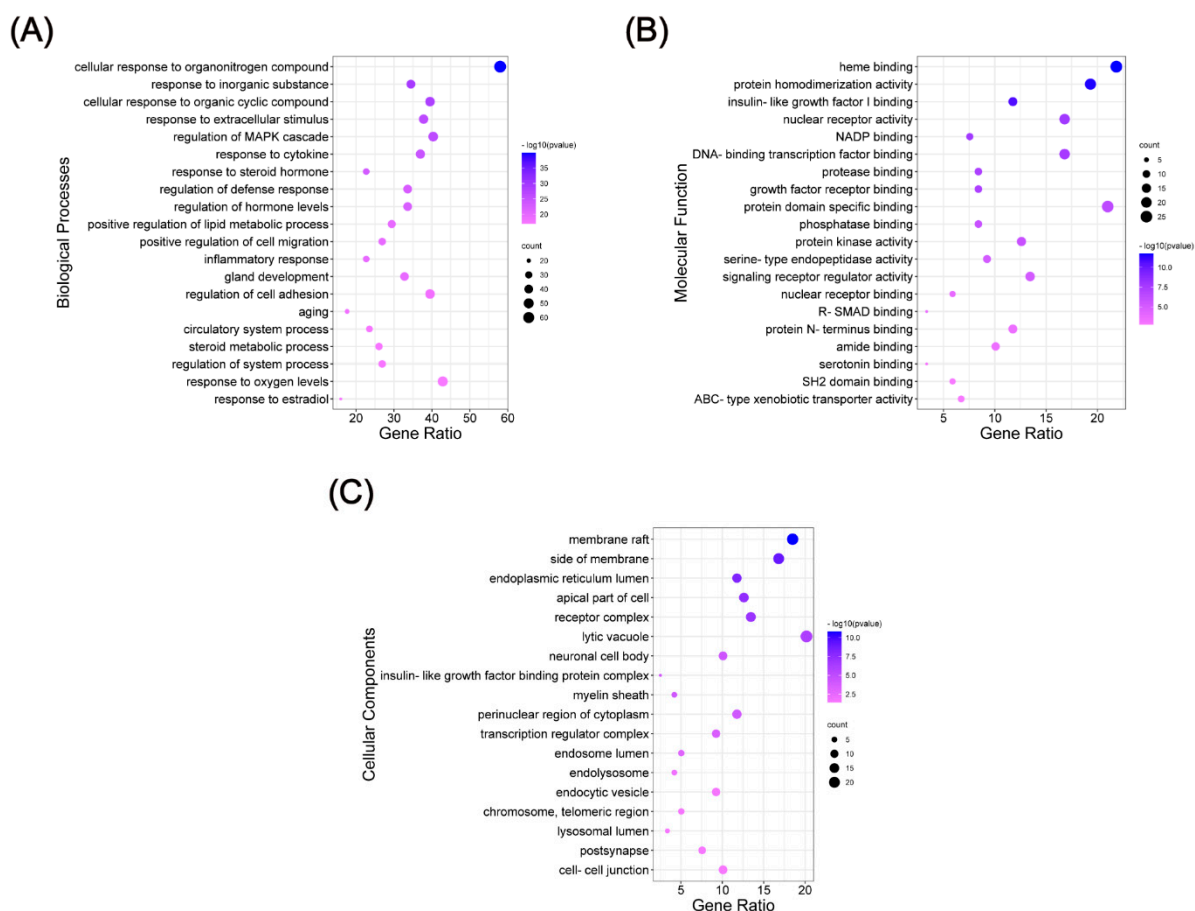 (A)
Biological Processes
cellular response to organonitrogen compound
response to inorganic substance
cellular response to organic cyclic compound
response to extracellular stimulus
regulation of MAPK cascade
response to cytokine
response to steroid hormone
regulation of defense response
regulation of hormone levels
positive regulation of lipid metabolic process
positive regulation of cell migration
inflammatory response
gland development
regulation of cell adhesion
aging
circulatory system process
steroid metabolic process
regulation of system process
response to oxygen levels
response to estradiol
20 30 40 50 60
Gene Ratio
- log10(pvalue)
35
30
25
20
count
20
30
40
50
60
(B)
Molecular Function
heme binding
protein homodimerization activity
insulin- like growth factor I binding
nuclear receptor activity
NADP binding
DNA- binding transcription factor binding
protease binding
growth factor receptor binding
protein domain specific binding
phosphatase binding
protein kinase activity
serine- type endopeptidase activity
signaling receptor regulator activity
nuclear receptor binding
R- SMAD binding
protein N- terminus binding
amide binding
serotonin binding
SH2 domain binding
ABC- type xenobiotic transporter activity
5 10 15 20
Gene Ratio
count
5
10
15
20
25
- log10(pvalue)
10.0
7.5
5.0
(C)
Cellular Components
membrane raft
side of membrane
endoplasmic reticulum lumen
apical part of cell
receptor complex
lytic vacuole
neuronal cell body
insulin- like growth factor binding protein complex
myelin sheath
perinuclear region of cytoplasm
transcription regulator complex
endosome lumen
endolysosome
endocytic vesicle
chromosome, telomeric region
lysosomal lumen
postsynapse
cell- cell junction
5 10 15 20
Gene Ratio
- log10(pvalue)
10.0
7.5
5.0
2.5
count
5
10
15
20